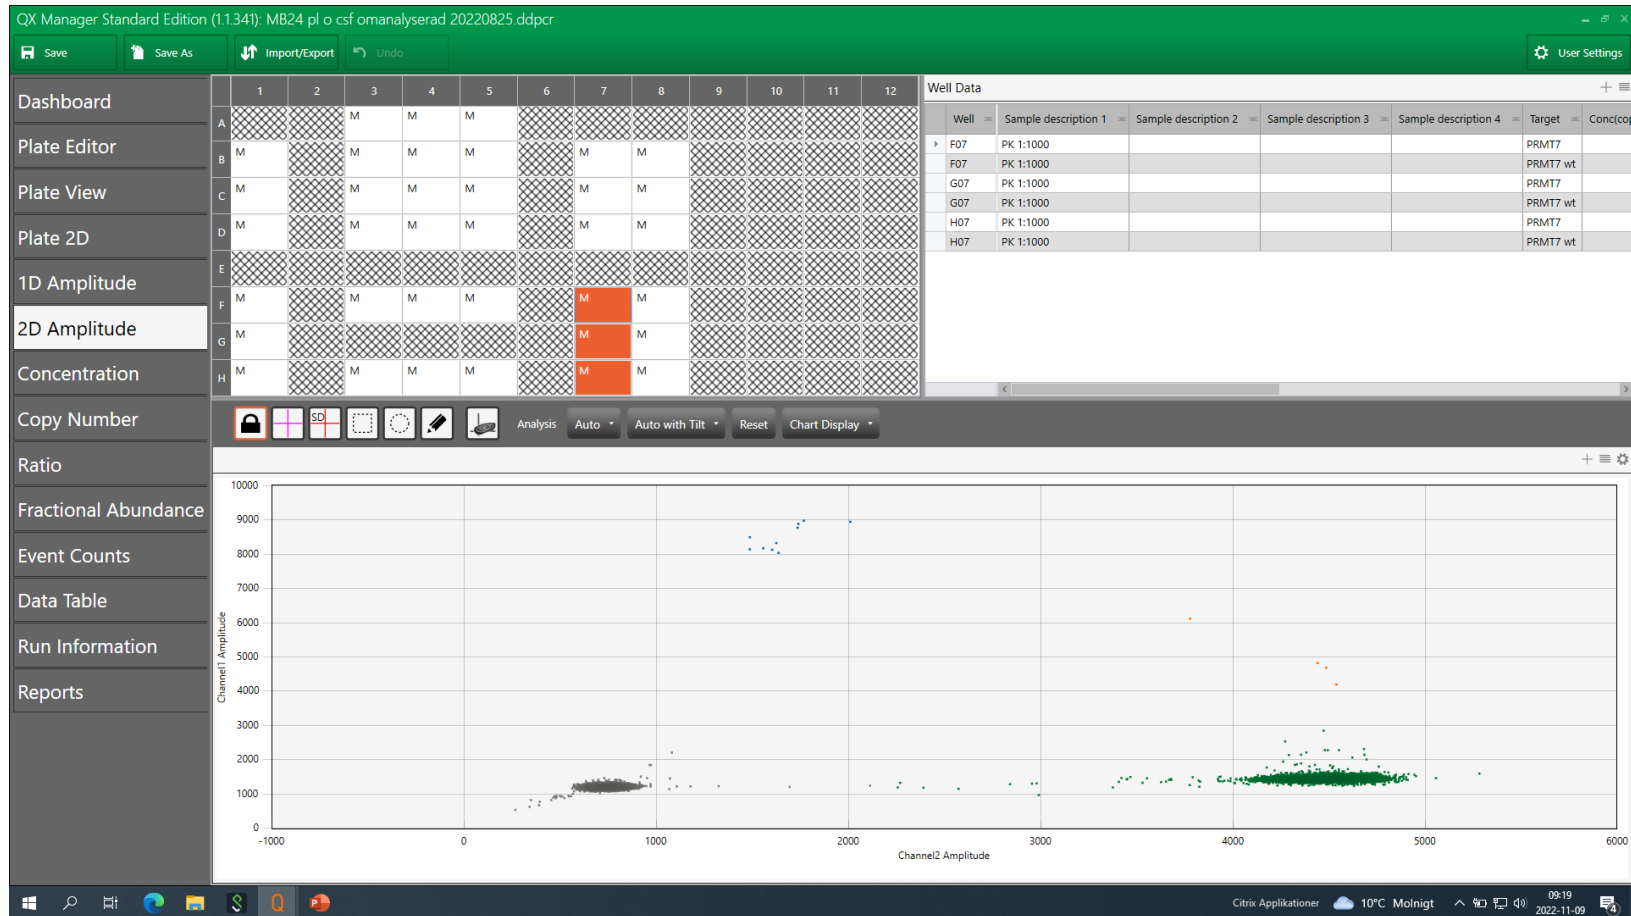 QX Manager Standard Edition (1.1.341): MB24 pl o csf omanalyserad 20220825.ddpcr
Save
Save As
Import/Export
Undo
User Settings
Dashboard
Plate Editor
Plate View
Plate 2D
1D Amplitude
2D Amplitude
Concentration
Copy Number
Ratio
Fractional Abundance
Event Counts
Data Table
Run Information
Reports
1 2 3 4 5 6 7 8 9 10 11 12
A M M M
B M M M M M M
C M M M M M M
D M M M M M M
E
F M M M M M M
G M M M
H M M M M M M
Well Data
Well Sample description 1 Sample description 2 Sample description 3 Sample description 4 Target Conc(cop
F07 PK 1:1000 PRMT7
F07 PK 1:1000 PRMT7 wt
G07 PK 1:1000 PRMT7
G07 PK 1:1000 PRMT7 wt
H07 PK 1:1000 PRMT7
H07 PK 1:1000 PRMT7 wt
SD
Analysis
Auto
Auto with Tilt
Reset
Chart Display
Channel1 Amplitude
10000
9000
8000
7000
6000
5000
4000
3000
2000
1000
0
-1000 0 1000 2000 3000 4000 5000 6000
Channel2 Amplitude
Citrix Applikationer
10°C Molnigt
09:19
2022-11-09
4